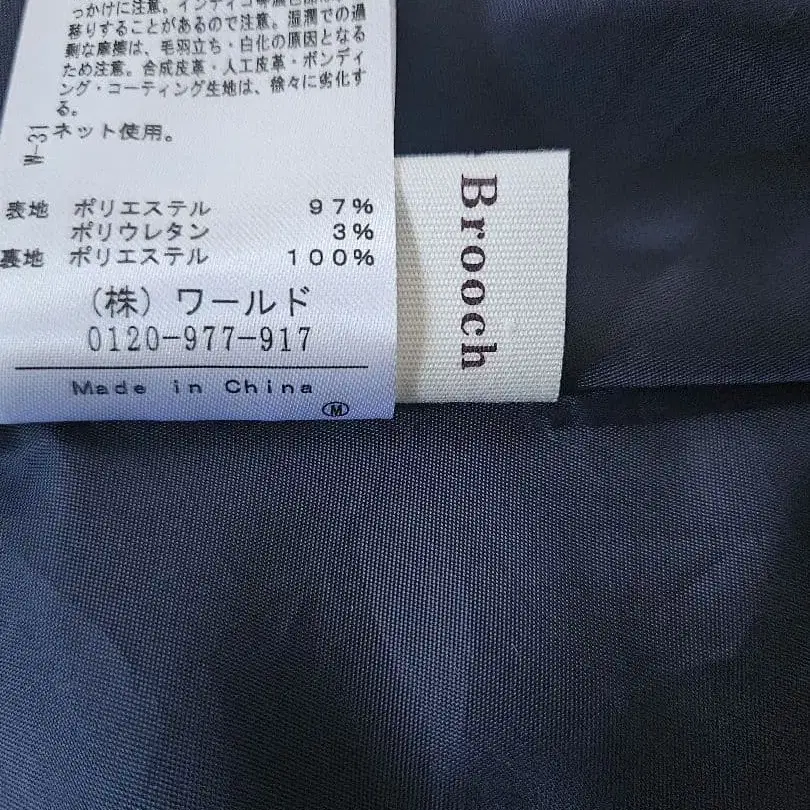 っかけに注意。インディゴ等濃色部は
移りすることがあるので注意。湿潤での過
剰な摩擦は、毛羽立ち・白化の原因となる
ため注意。合成皮革・人工皮革・ボンディ
ング・コーティング生地は、徐々に劣化す
る。
ネット使用。
W-31
表地 ポリエステル 97%
ポリウレタン 3%
裏地 ポリエステル 100%
(株)ワールド
0120-977-917
Made in China
M
Brooch